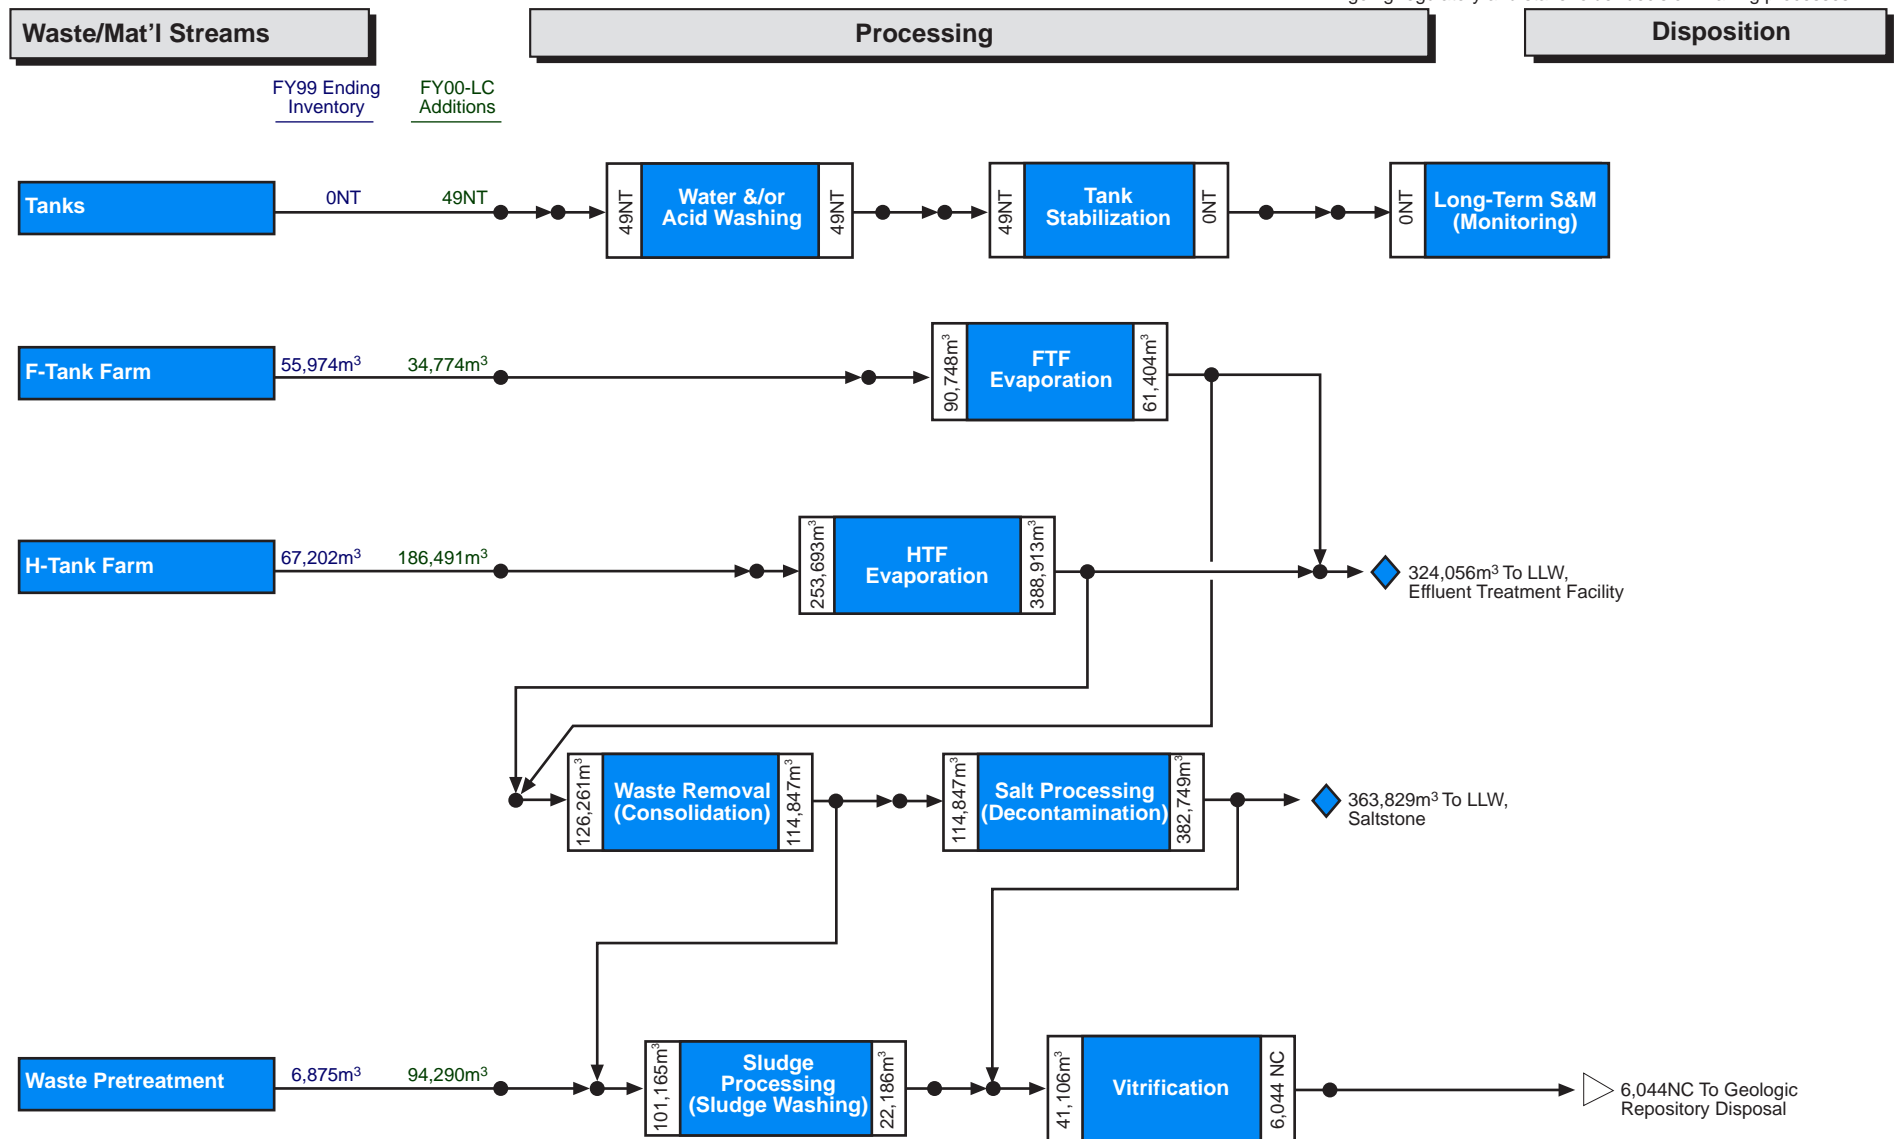 Waste/Mat'l Streams
Processing
Disposition
FY99 Ending
Inventory
FY00-LC
Additions
Tanks
0NT
49NT
49NT
Water &/or
Acid Washing
49NT
49NT
Tank
Stabilization
0NT
0NT
Long-Term S&M
(Monitoring)
F-Tank Farm
55,974m³
34,774m³
90,748m³
FTF
Evaporation
61,404m³
H-Tank Farm
67,202m³
186,491m³
253,693m³
HTF
Evaporation
388,913m³
324,056m³ To LLW,
Effluent Treatment Facility
126,261m³
Waste Removal
(Consolidation)
114,847m³
114,847m³
Salt Processing
(Decontamination)
382,749m³
363,829m³ To LLW,
Saltstone
Waste Pretreatment
6,875m³
94,290m³
101,165m³
Sludge
Processing
(Sludge Washing)
22,186m³
41,106m³
Vitrification
6,044 NC
6,044NC To Geologic
Repository Disposal